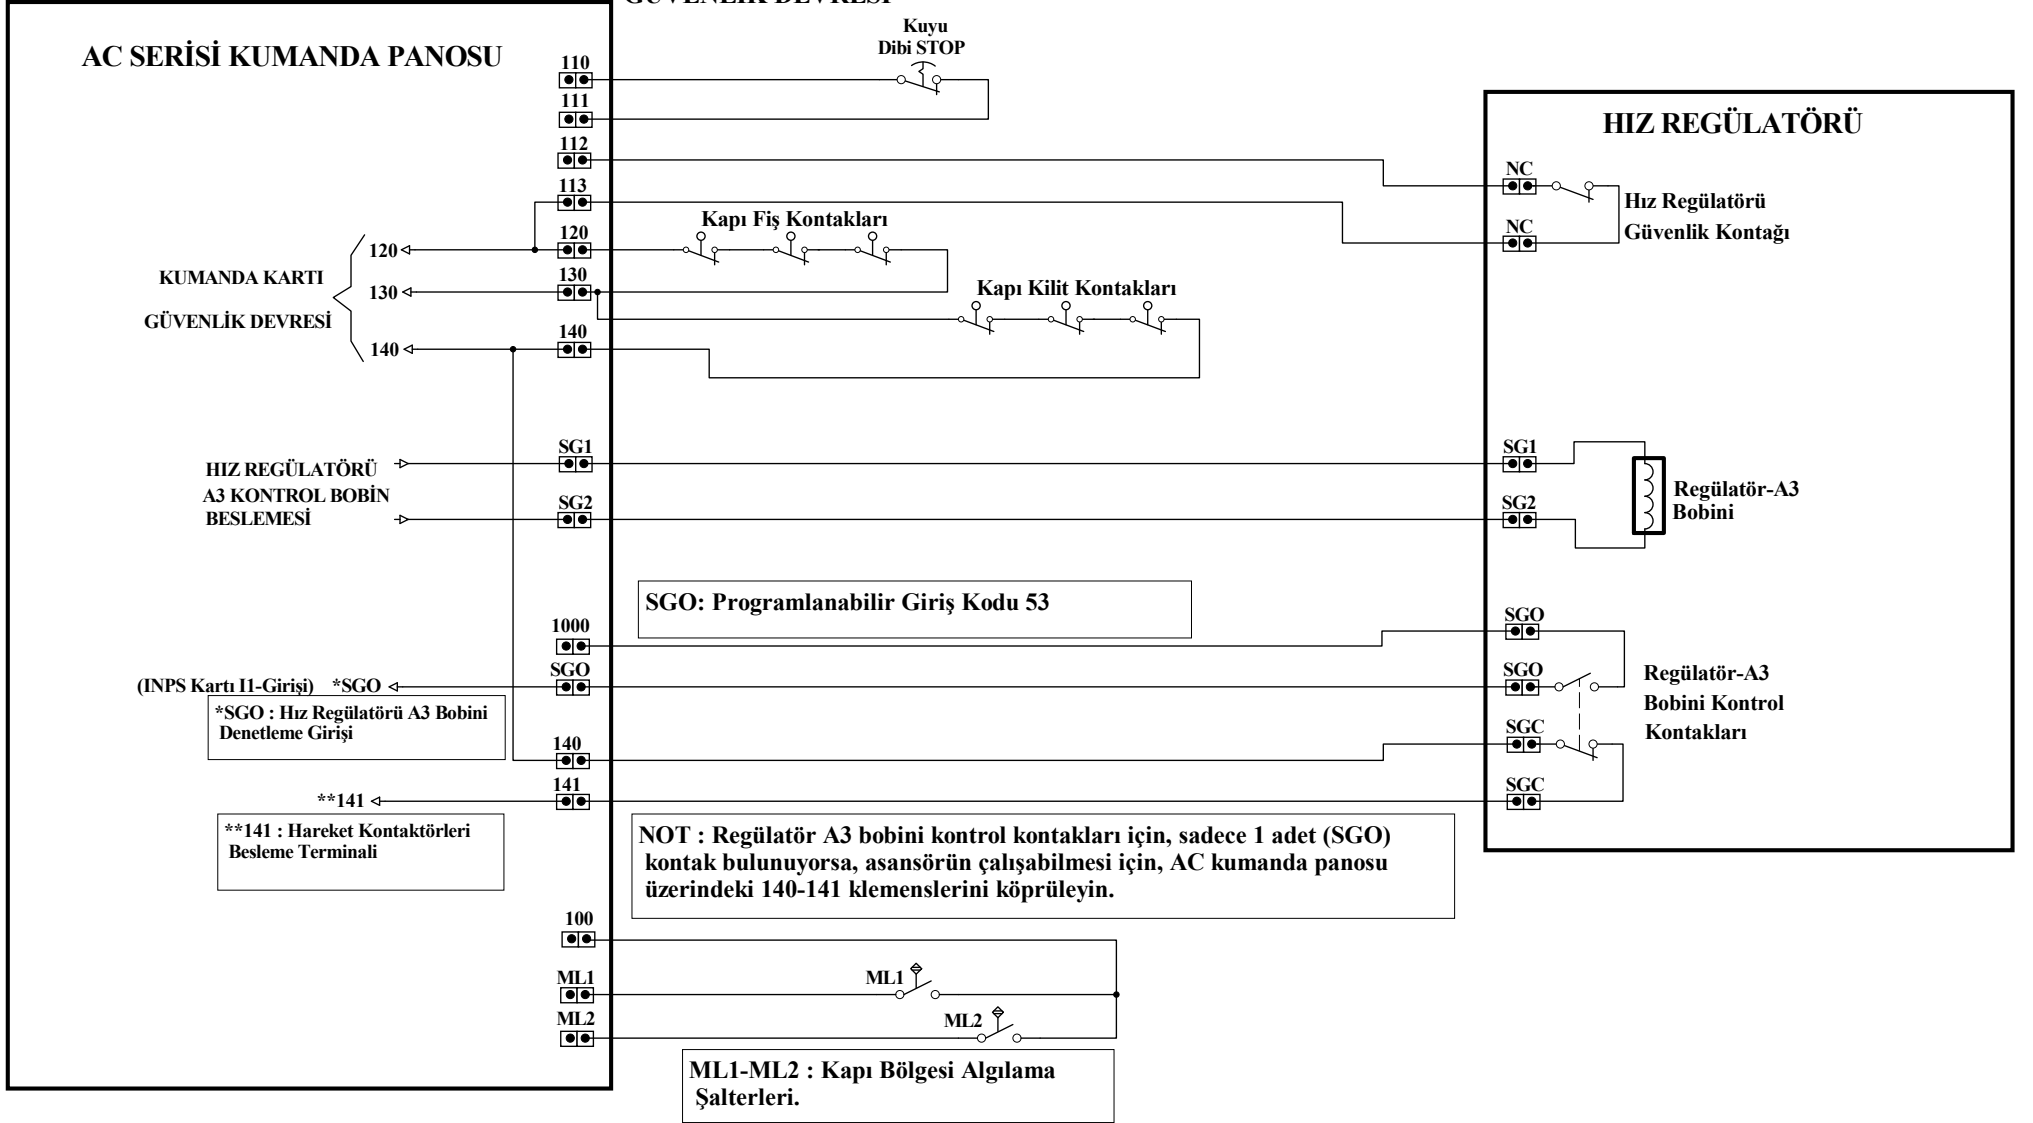 GÜVENLİK DEVRESİ
AC SERİSİ KUMANDA PANOSU
Kuyu
Dibi STOP
110
111
112
113
120
130
140
Kapı Fiş Kontakları
Kapı Kilit Kontakları
120
130
140
KUMANDA KARTI
GÜVENLİK DEVRESİ
HIZ REGÜLATÖRÜ
NC
NC
Hız Regülatörü
Güvenlik Kontağı
HIZ REGÜLATÖRÜ
A3 KONTROL BOBİN
BESLEMESİ
SG1
SG2
SG1
SG2
Regülatör-A3
Bobini
SGO: Programlanabilir Giriş Kodu 53
1000
SGO
(INPS Kartı I1-Girişi) *SGO
*SGO : Hız Regülatörü A3 Bobini
Denetleme Girişi
140
141
**141
**141 : Hareket Kontaktörleri
Besleme Terminali
SGO
SGO
SGC
SGC
Regülatör-A3
Bobini Kontrol
Kontakları
NOT : Regülatör A3 bobini kontrol kontakları için, sadece 1 adet (SGO)
kontak bulunuyorsa, asansörün çalışabilmesi için, AC kumanda panosu
üzerindeki 140-141 klemenslerini köprüleyin.
100
ML1
ML2
ML1
ML2
ML1-ML2 : Kapı Bölgesi Algılama
Şalterleri.